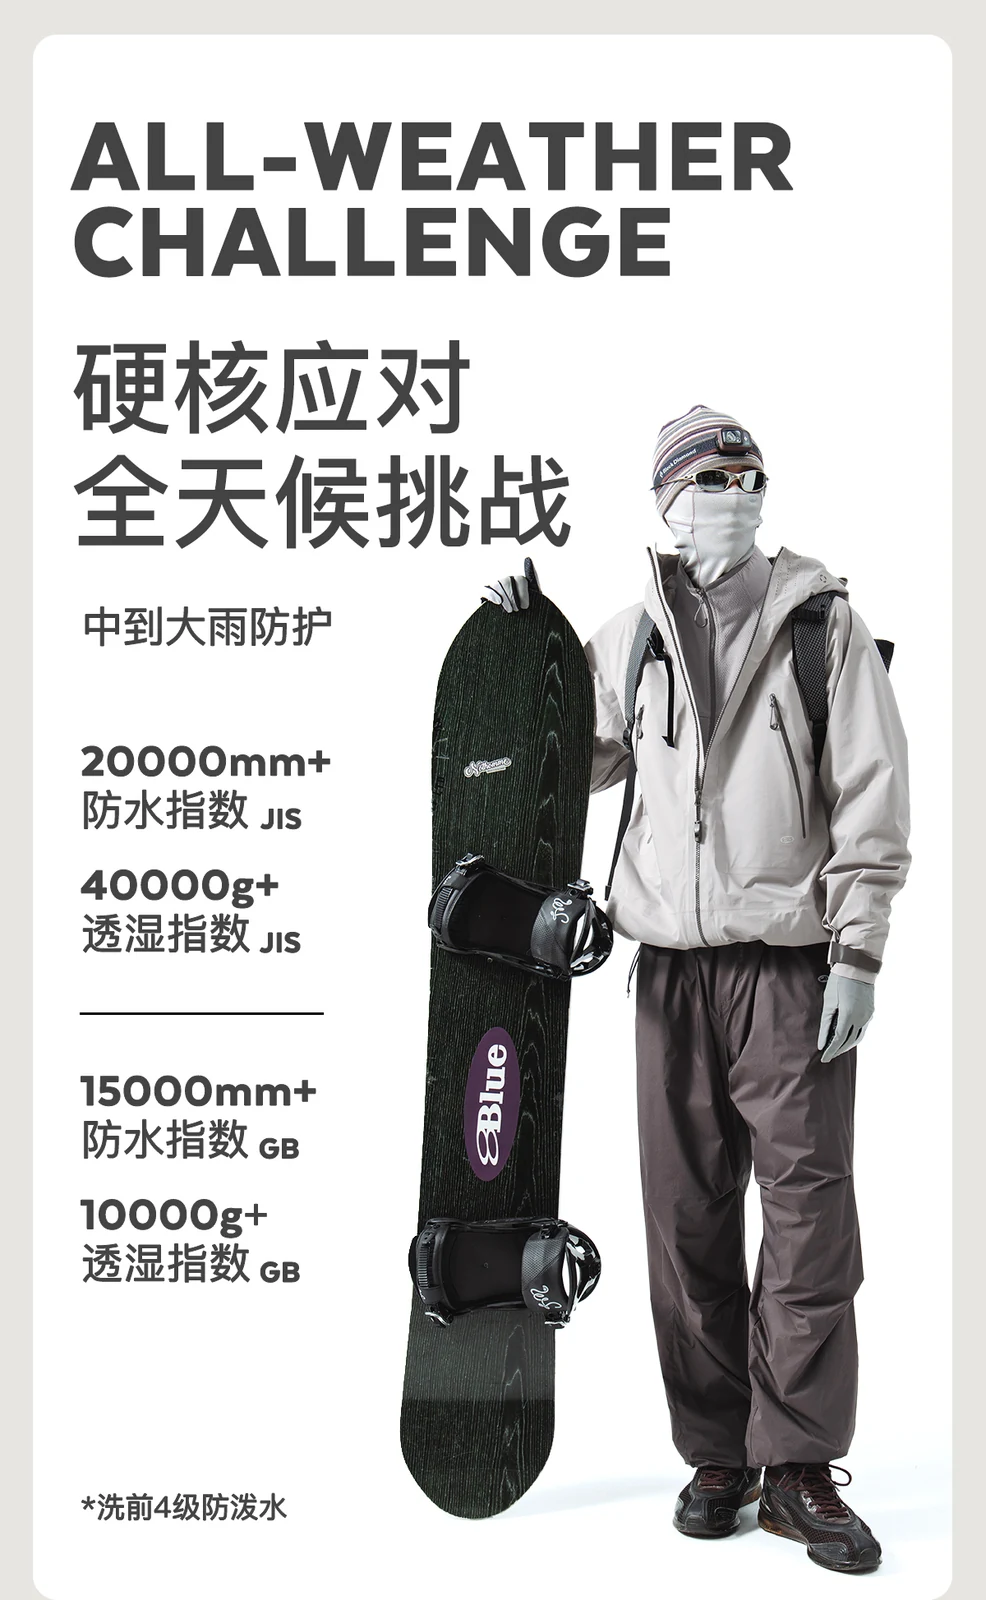 ALL-WEATHER
CHALLENGE
硬核应对
全天候挑战
中到大雨防护
20000mm+
防水指数 JIS
40000g+
透湿指数 JIS
15000mm+
防水指数 GB
10000g+
透湿指数 GB
*洗前4级防泼水
Black Diamond
Blue